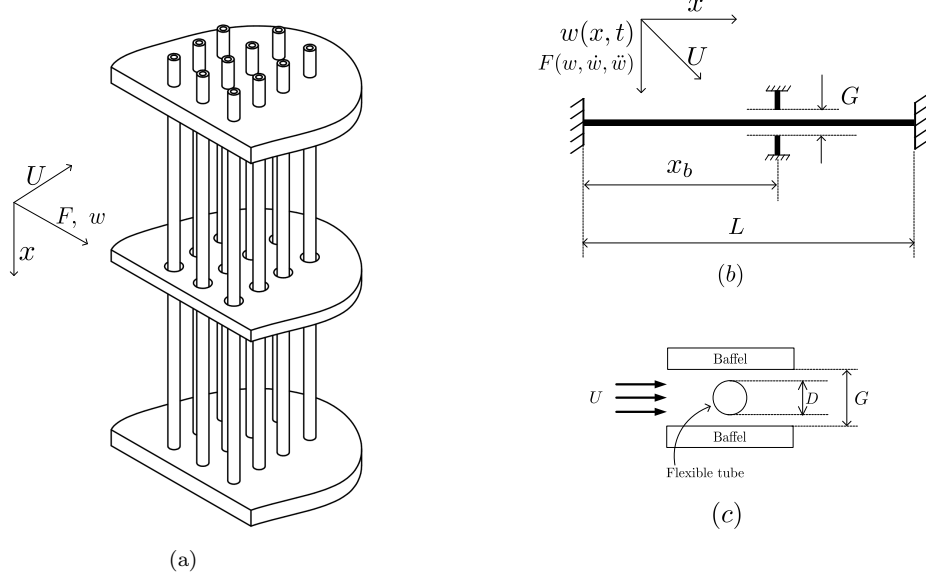 U
F, w
x
(a)
x
w(x, t)
F(w, ẇ, ẅ)
U
G
x_b
L
(b)
Baffel
U
D
G
Baffel
Flexible tube
(c)